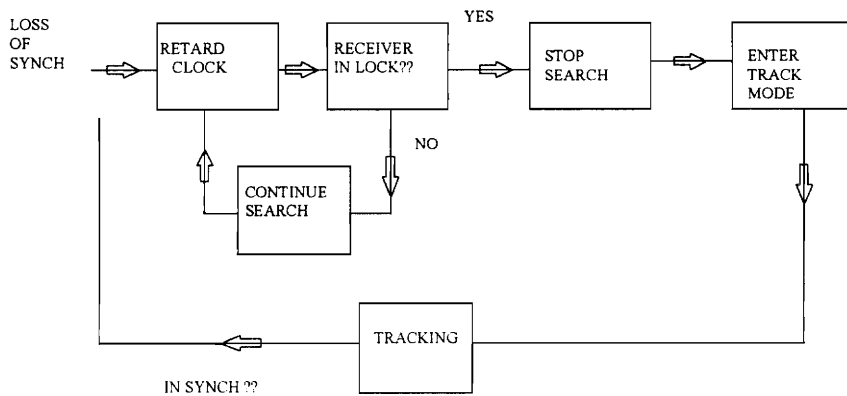 LOSS
OF
SYNCH
RETARD
CLOCK
RECEIVER
IN LOCK??
YES
STOP
SEARCH
ENTER
TRACK
MODE
NO
CONTINUE
SEARCH
TRACKING
IN SYNCH ??